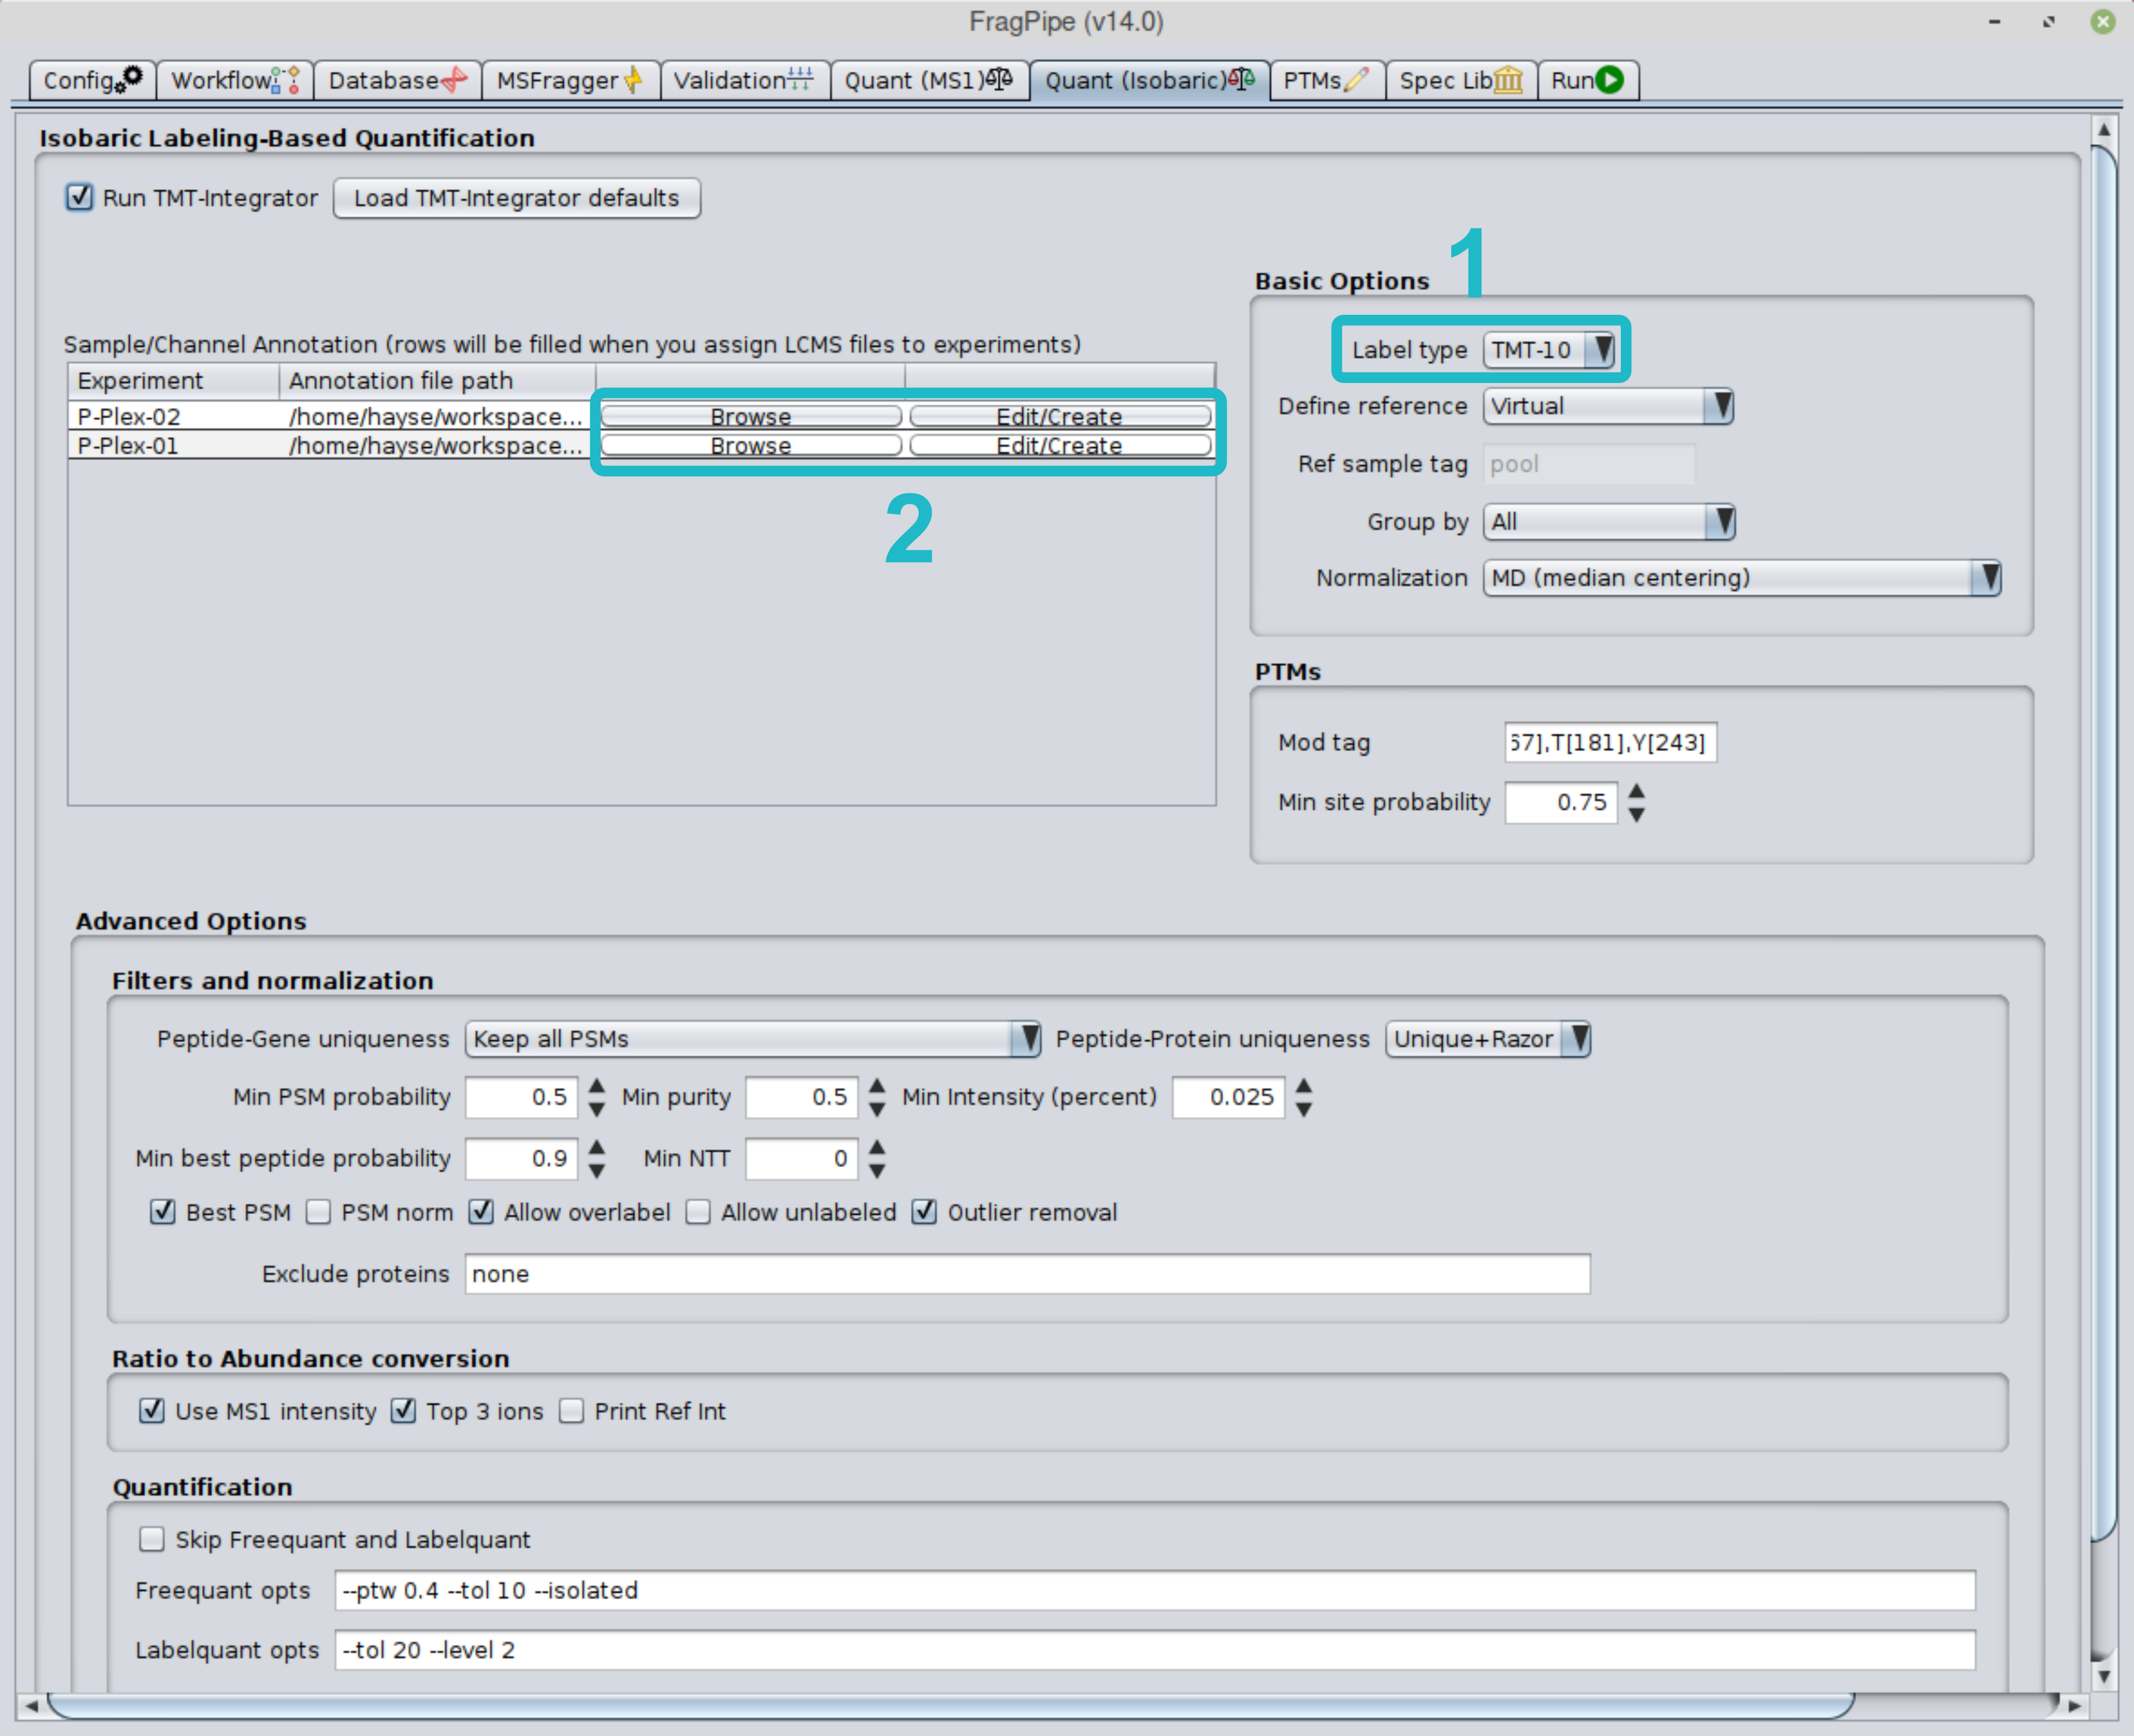 FragPipe (v14.0)
Config Workflow Database MSFragger Validation Quant (MS1) Quant (Isobaric) PTMs Spec Lib Run
Isobaric Labeling-Based Quantification
Run TMT-Integrator Load TMT-Integrator defaults
Sample/Channel Annotation (rows will be filled when you assign LCMS files to experiments)
Experiment Annotation file path
P-Plex-02 /home/hayse/workspace... Browse Edit/Create
P-Plex-01 /home/hayse/workspace... Browse Edit/Create
2
1
Basic Options
Label type TMT-10
Define reference Virtual
Ref sample tag pool
Group by All
Normalization MD (median centering)
PTMs
Mod tag 57],T[181],Y[243]
Min site probability 0.75
Advanced Options
Filters and normalization
Peptide-Gene uniqueness Keep all PSMs Peptide-Protein uniqueness Unique+Razor
Min PSM probability 0.5 Min purity 0.5 Min Intensity (percent) 0.025
Min best peptide probability 0.9 Min NTT 0
Best PSM PSM norm Allow overlabel Allow unlabeled Outlier removal
Exclude proteins none
Ratio to Abundance conversion
Use MS1 intensity Top 3 ions Print Ref Int
Quantification
Skip Freequant and Labelquant
Freequant opts --ptw 0.4 --tol 10 --isolated
Labelquant opts --tol 20 --level 2